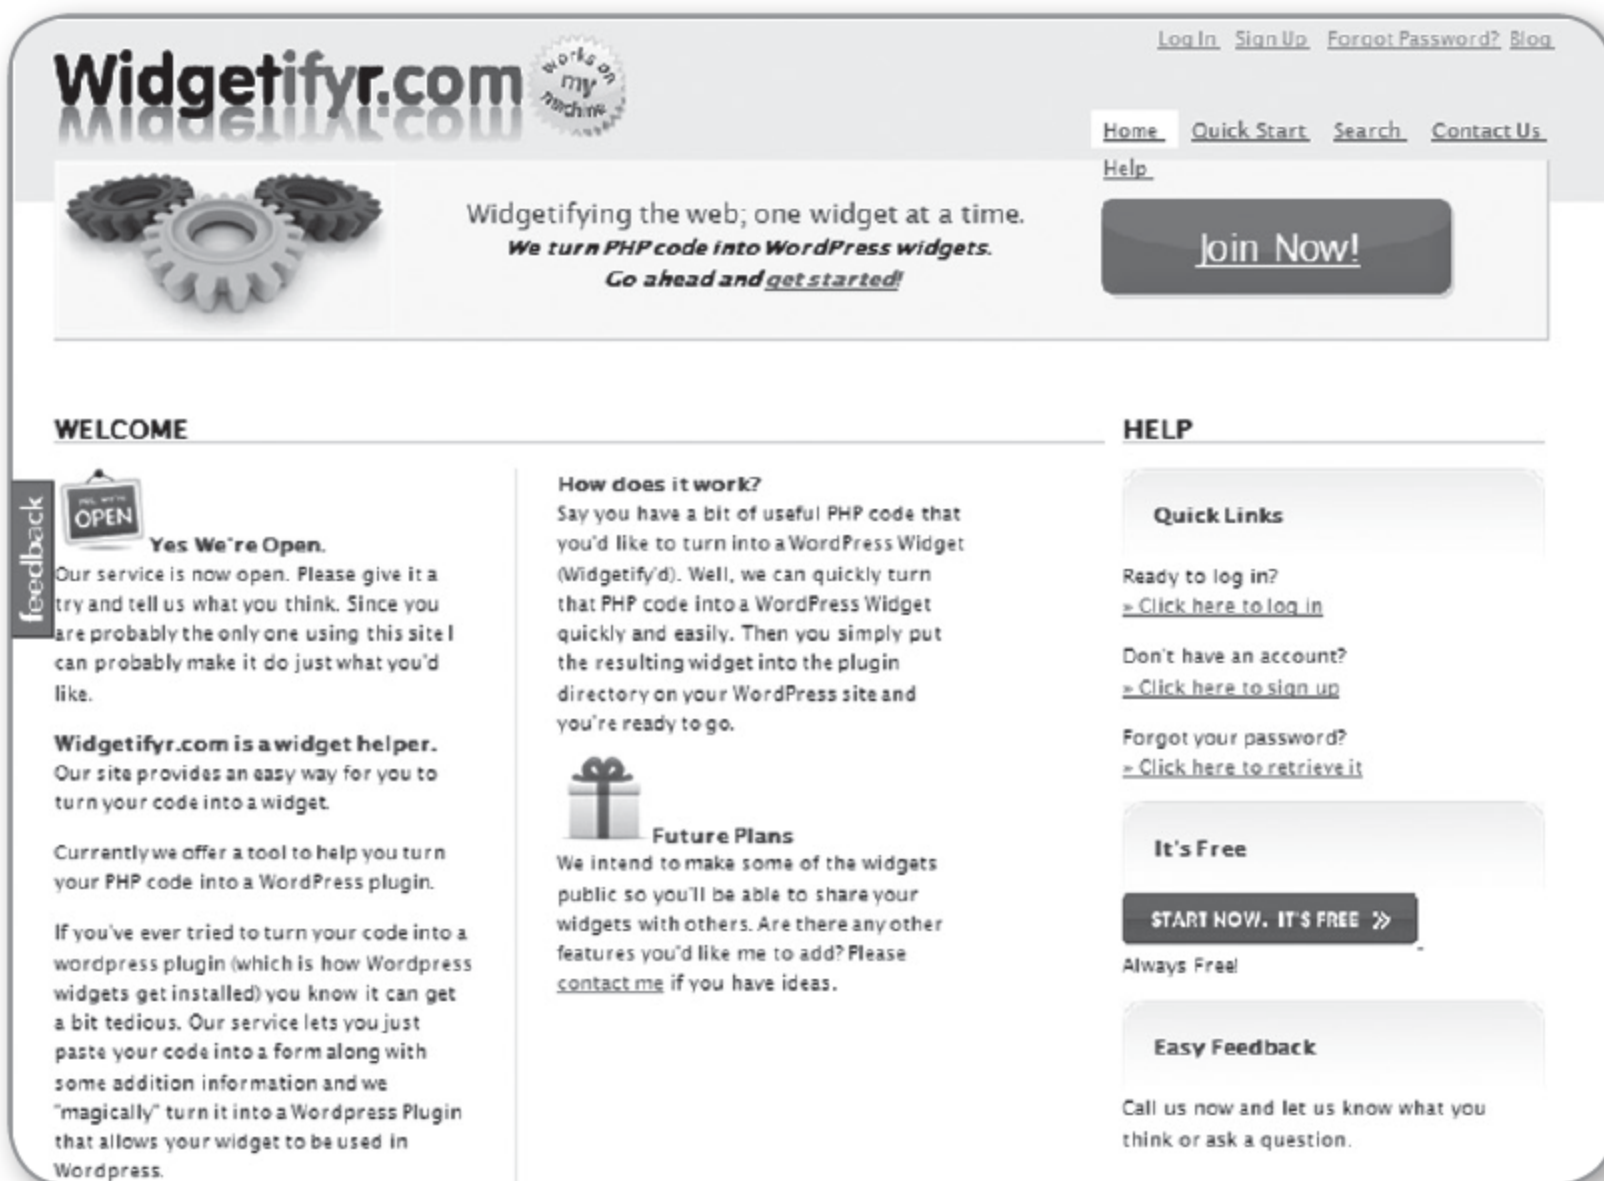 Widgetifyr.com
works on
my
machine
Log In Sign Up Forgot Password? Blog
Home Quick Start Search Contact Us
Help
Widgetifying the web; one widget at a time.
We turn PHP code into WordPress widgets.
Go ahead and get started!
Join Now!
WELCOME
feedback
YES, WE'RE
OPEN
Yes We're Open.
Our service is now open. Please give it a
try and tell us what you think. Since you
are probably the only one using this site I
can probably make it do just what you'd
like.
Widgetifyr.com is a widget helper.
Our site provides an easy way for you to
turn your code into a widget.
Currently we offer a tool to help you turn
your PHP code into a WordPress plugin.
If you've ever tried to turn your code into a
wordpress plugin (which is how Wordpress
widgets get installed) you know it can get
a bit tedious. Our service lets you just
paste your code into a form along with
some addition information and we
"magically" turn it into a Wordpress Plugin
that allows your widget to be used in
Wordpress.
How does it work?
Say you have a bit of useful PHP code that
you'd like to turn into a WordPress Widget
(Widgetify'd). Well, we can quickly turn
that PHP code into a WordPress Widget
quickly and easily. Then you simply put
the resulting widget into the plugin
directory on your WordPress site and
you're ready to go.
Future Plans
We intend to make some of the widgets
public so you'll be able to share your
widgets with others. Are there any other
features you'd like me to add? Please
contact me if you have ideas.
HELP
Quick Links
Ready to log in?
» Click here to log in
Don't have an account?
» Click here to sign up
Forgot your password?
» Click here to retrieve it
It's Free
START NOW. IT'S FREE »
Always Free!
Easy Feedback
Call us now and let us know what you
think or ask a question.